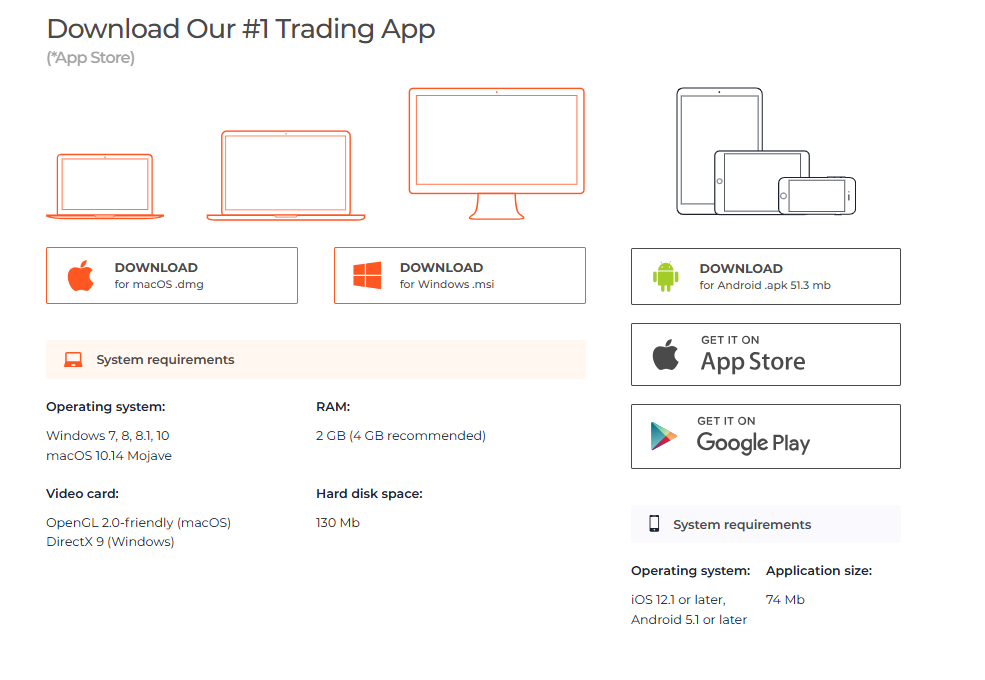 Download Our #1 Trading App
(*App Store)
DOWNLOAD
for macOS .dmg
DOWNLOAD
for Windows .msi
System requirements
Operating system:
Windows 7, 8, 8.1, 10
macOS 10.14 Mojave
RAM:
2 GB (4 GB recommended)
Video card:
OpenGL 2.0-friendly (macOS)
DirectX 9 (Windows)
Hard disk space:
130 Mb
DOWNLOAD
for Android .apk 51.3 mb
GET IT ON
App Store
GET IT ON
Google Play
System requirements
Operating system:
iOS 12.1 or later,
Android 5.1 or later
Application size:
74 Mb